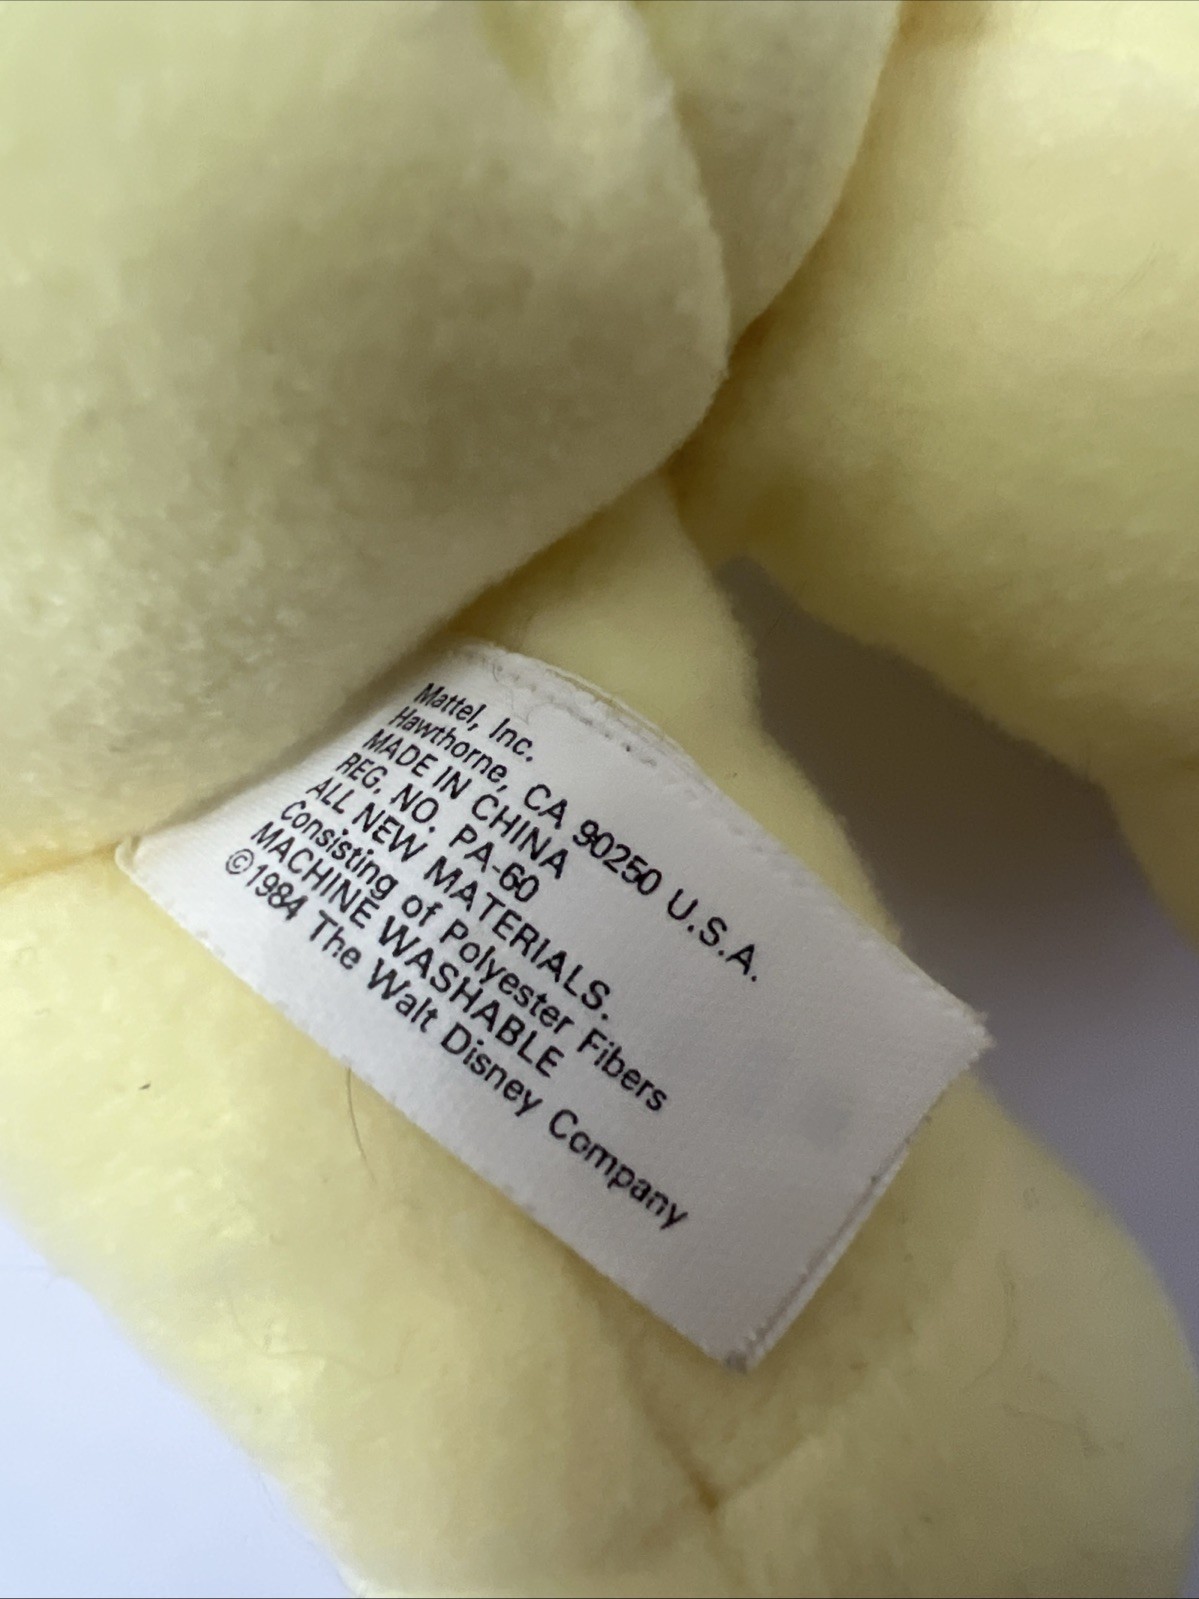 Mattel, Inc.
Hawthorne, CA 90250 U.S.A.
MADE IN CHINA
REG. NO. PA-60
ALL NEW MATERIALS.
Consisting of Polyester Fibers
MACHINE WASHABLE
©1984 The Walt Disney Company